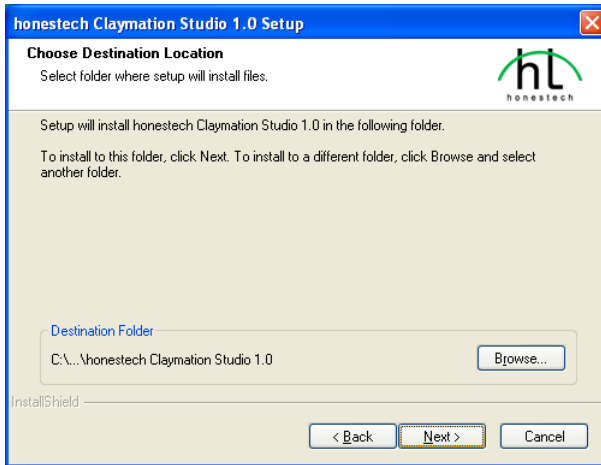 honestech Claymation Studio 1.0 Setup
Choose Destination Location
Select folder where setup will install files.
hl
honestech
Setup will install honestech Claymation Studio 1.0 in the following folder.
To install to this folder, click Next. To install to a different folder, click Browse and select
another folder.
Destination Folder
C:\...\honestech Claymation Studio 1.0
Browse...
InstallShield
< Back
Next >
Cancel